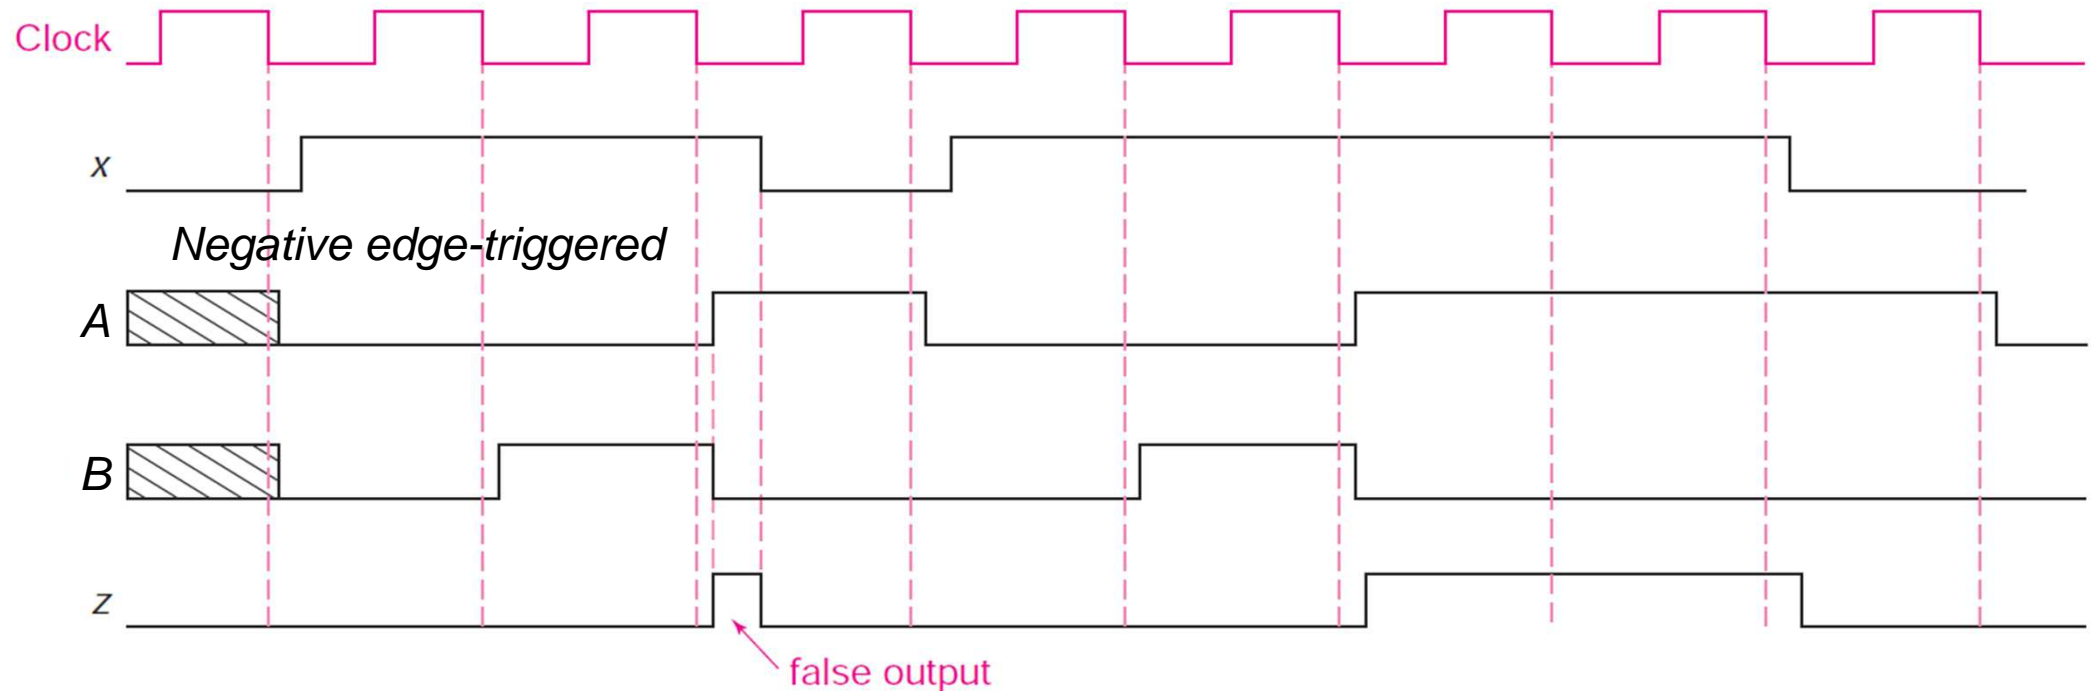 Clock
x
Negative edge-triggered
A
B
z
false output